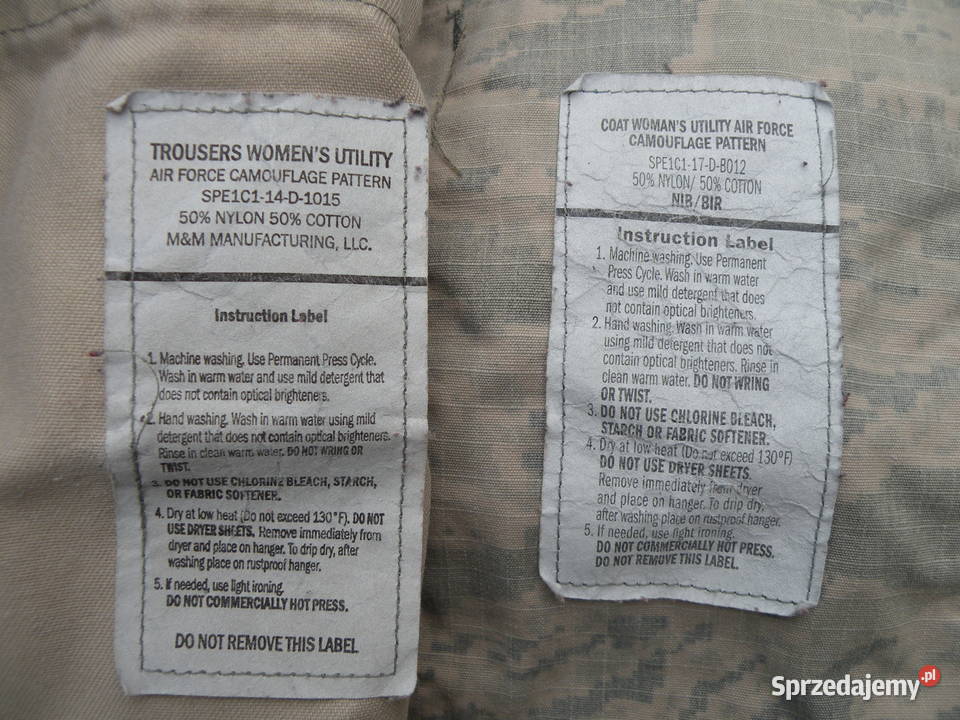 TROUSERS WOMEN'S UTILITY
AIR FORCE CAMOUFLAGE PATTERN
SPE1C1-14-D-1015
50% NYLON 50% COTTON
M&M MANUFACTURING, LLC.
Instruction Label
1. Machine washing. Use Permanent Press Cycle.
Wash in warm water and use mild detergent that
does not contain optical brighteners.
2. Hand washing. Wash in warm water using mild
detergent that does not contain optical brighteners.
Rinse in clean warm water. DO NOT WRING OR
TWIST.
3. DO NOT USE CHLORINE BLEACH, STARCH,
OR FABRIC SOFTENER.
4. Dry at low heat (Do not exceed 130°F). DO NOT
USE DRYER SHEETS. Remove immediately from
dryer and place on hanger. To drip dry, after
washing place on rustproof hanger.
5. If needed, use light ironing.
DO NOT COMMERCIALLY HOT PRESS.
DO NOT REMOVE THIS LABEL
COAT WOMAN'S UTILITY AIR FORCE
CAMOUFLAGE PATTERN
SPE1C1-17-D-B012
50% NYLON/ 50% COTTON
NIB/BIR
Instruction Label
1. Machine washing. Use Permanent
Press Cycle. Wash in warm water
and use mild detergent that does
not contain optical brighteners.
2. Hand washing. Wash in warm water
using mild detergent that does not
contain optical brighteners. Rinse in
clean warm water. DO NOT WRING
OR TWIST.
3. DO NOT USE CHLORINE BLEACH,
STARCH OR FABRIC SOFTENER.
4. Dry at low heat (Do not exceed 130°F)
DO NOT USE DRYER SHEETS.
Remove immediately from dryer
and place on hanger. To drip dry,
after washing place on rustproof hanger.
5. If needed, use light ironing.
DO NOT COMMERCIALLY HOT PRESS.
DO NOT REMOVE THIS LABEL.
Sprzedajemy.pl